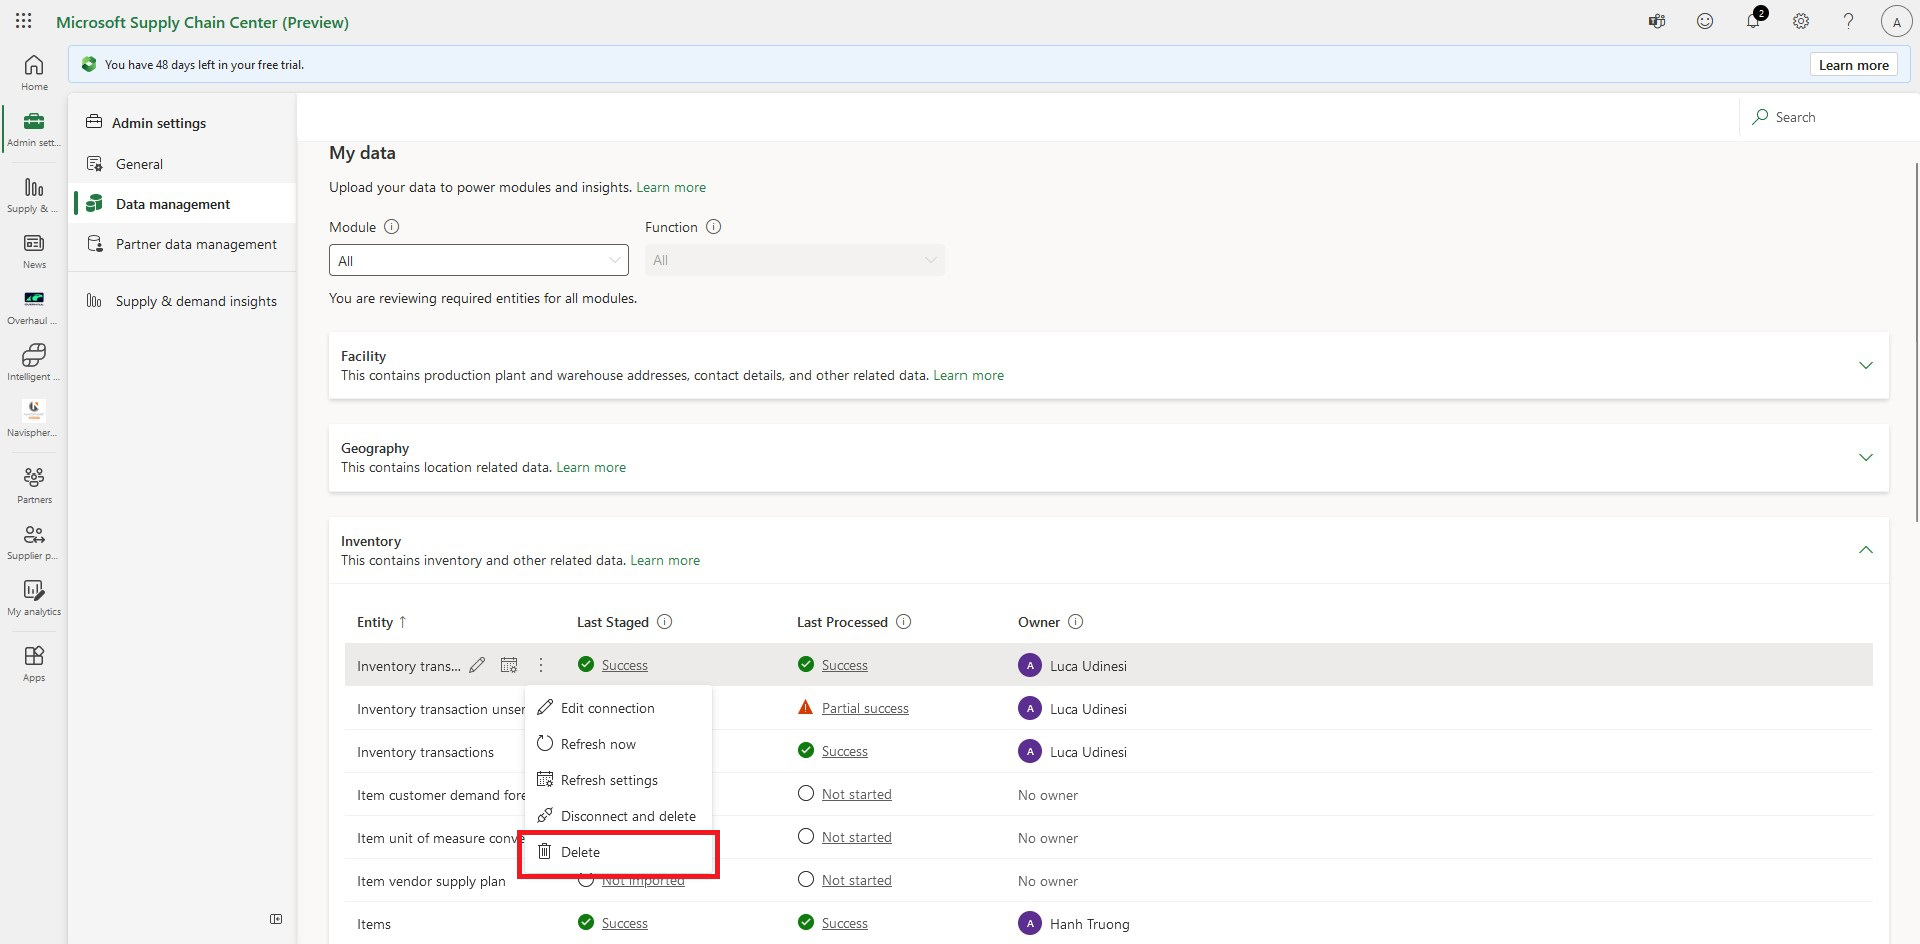 Microsoft Supply Chain Center (Preview)
2
A
You have 48 days left in your free trial.
Learn more
Home
Admin sett...
Supply & ...
News
Overhaul ...
Intelligent ...
Navispher...
Partners
Supplier p...
My analytics
Apps
Admin settings
General
Data management
Partner data management
Supply & demand insights
Search
My data
Upload your data to power modules and insights. Learn more
Module
Function
All
All
You are reviewing required entities for all modules.
Facility
This contains production plant and warehouse addresses, contact details, and other related data. Learn more
Geography
This contains location related data. Learn more
Inventory
This contains inventory and other related data. Learn more
Entity ↑ Last Staged Last Processed Owner
Inventory trans... Success Success A Luca Udinesi
Inventory transaction unser Partial success A Luca Udinesi
Inventory transactions Success A Luca Udinesi
Item customer demand fore Not started No owner
Item unit of measure conve Not started No owner
Item vendor supply plan Not imported Not started No owner
Items Success Success A Hanh Truong
Edit connection
Refresh now
Refresh settings
Disconnect and delete
Delete